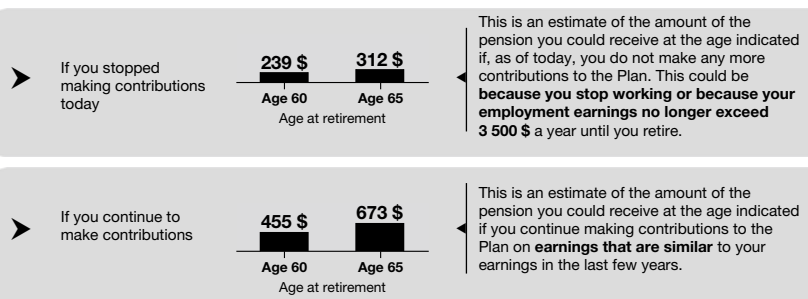 If you stopped
making contributions
today
239 $ 312 $
Age 60 Age 65
Age at retirement
This is an estimate of the amount of the
pension you could receive at the age indicated
if, as of today, you do not make any more
contributions to the Plan. This could be
because you stop working or because your
employment earnings no longer exceed
3 500 $ a year until you retire.
If you continue to
make contributions
455 $ 673 $
Age 60 Age 65
Age at retirement
This is an estimate of the amount of the
pension you could receive at the age indicated
if you continue making contributions to the
Plan on earnings that are similar to your
earnings in the last few years.